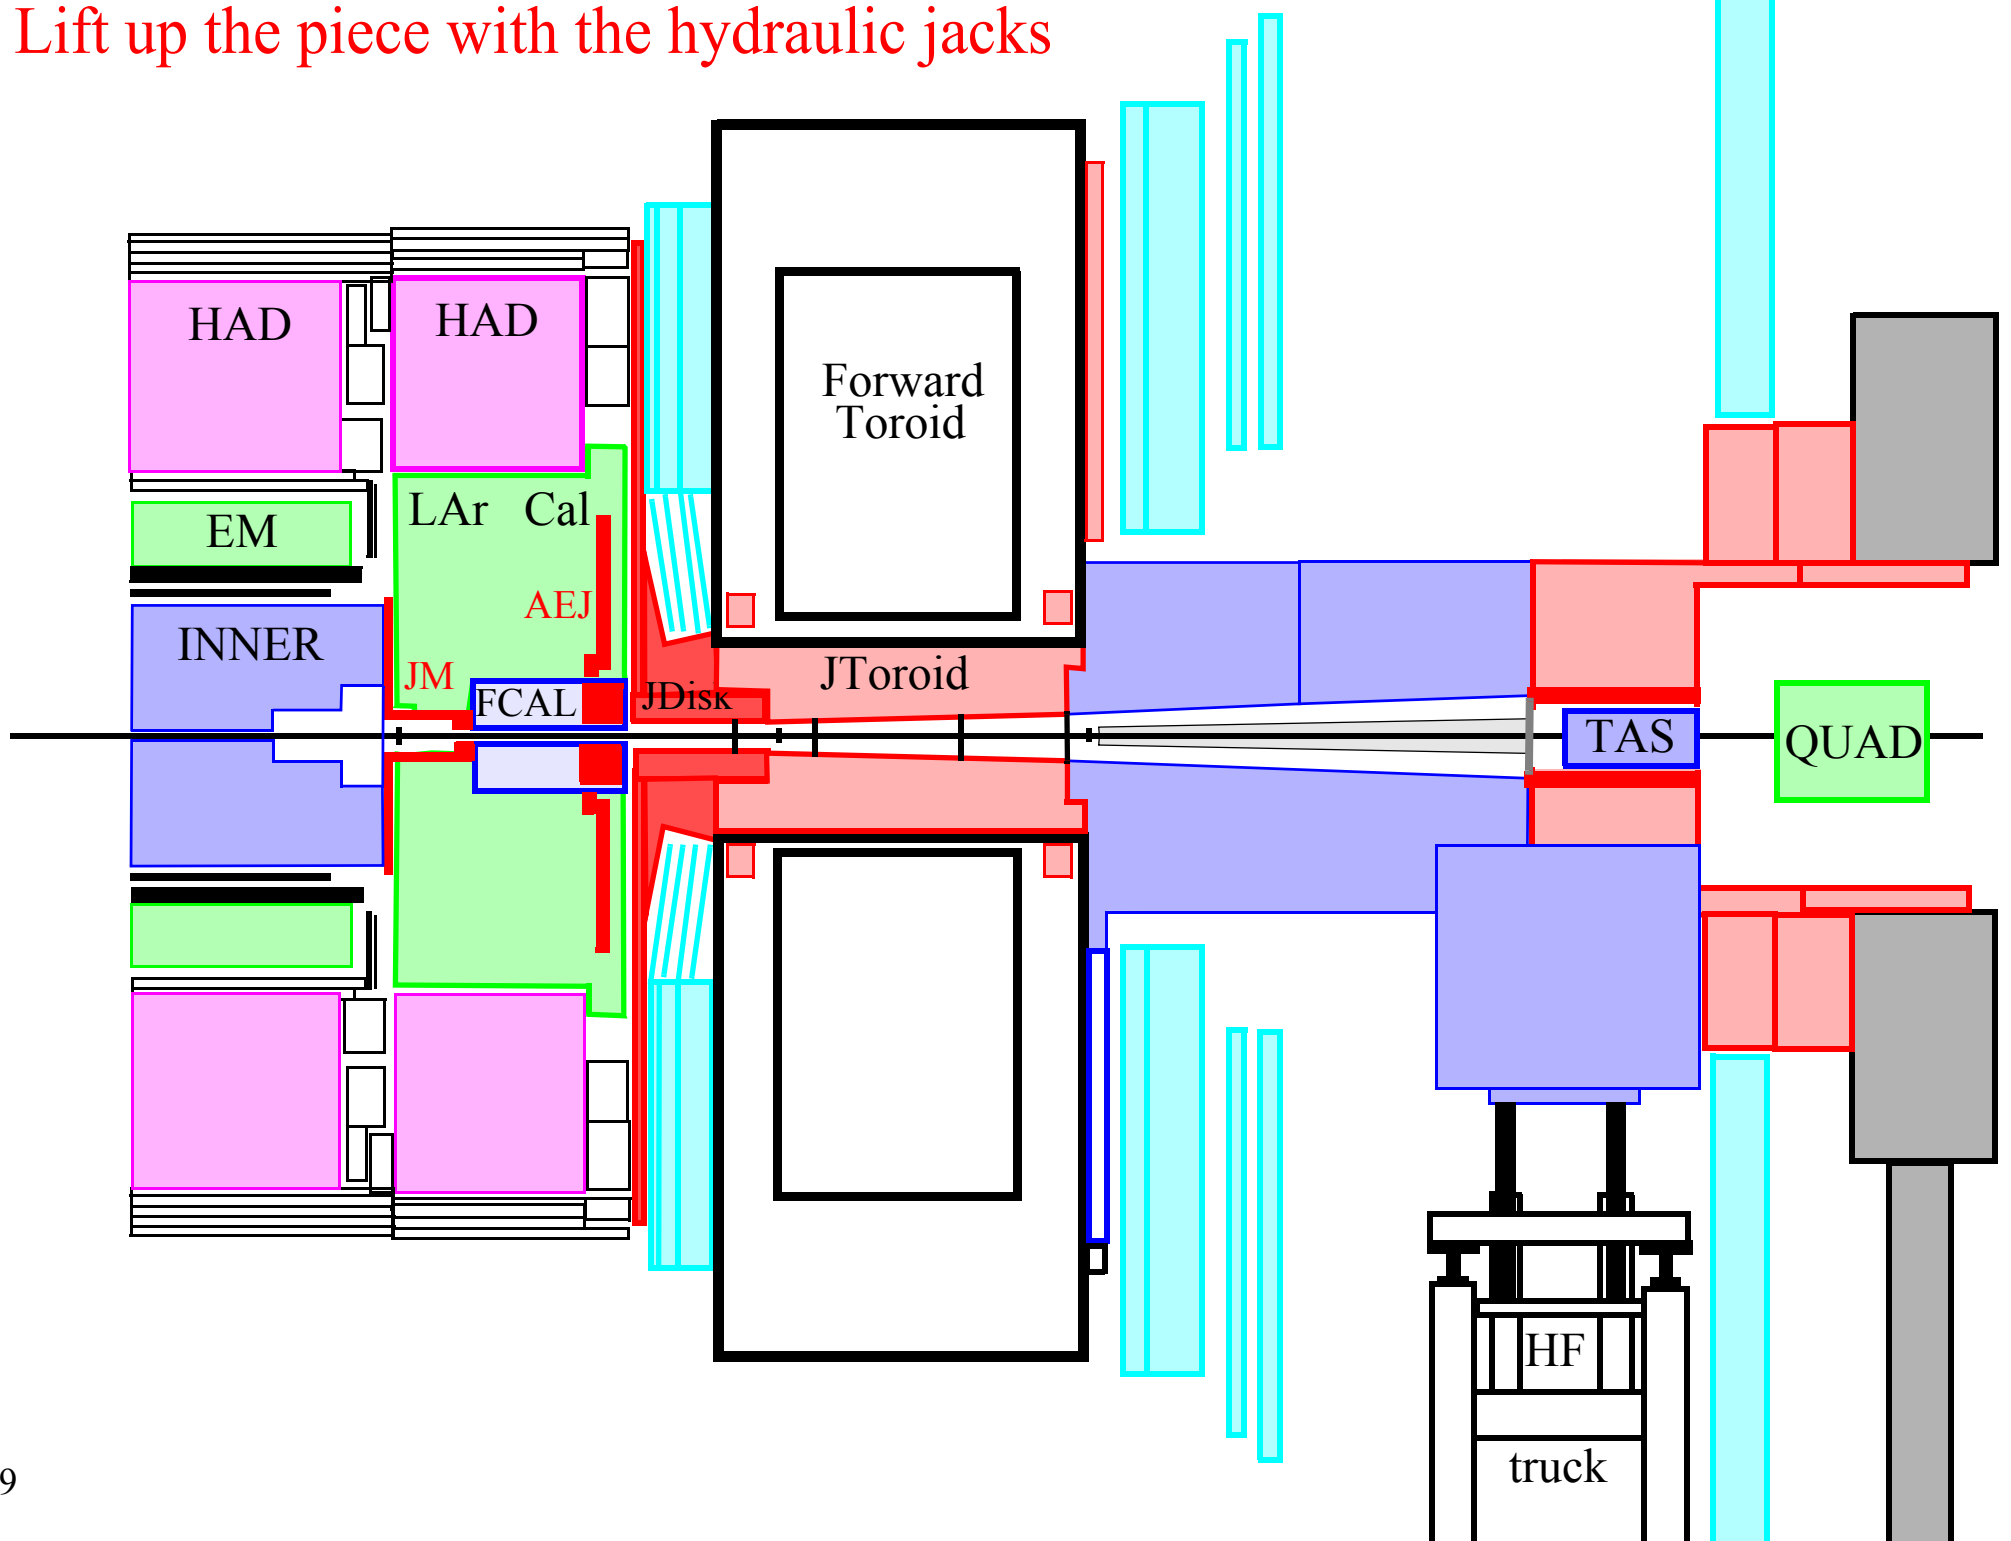 Lift up the piece with the hydraulic jacks
HAD
HAD
Forward
Toroid
LAr Cal
EM
AEJ
INNER
JM
JToroid
FCAL
JDisk
TAS
QUAD
HF
truck
9